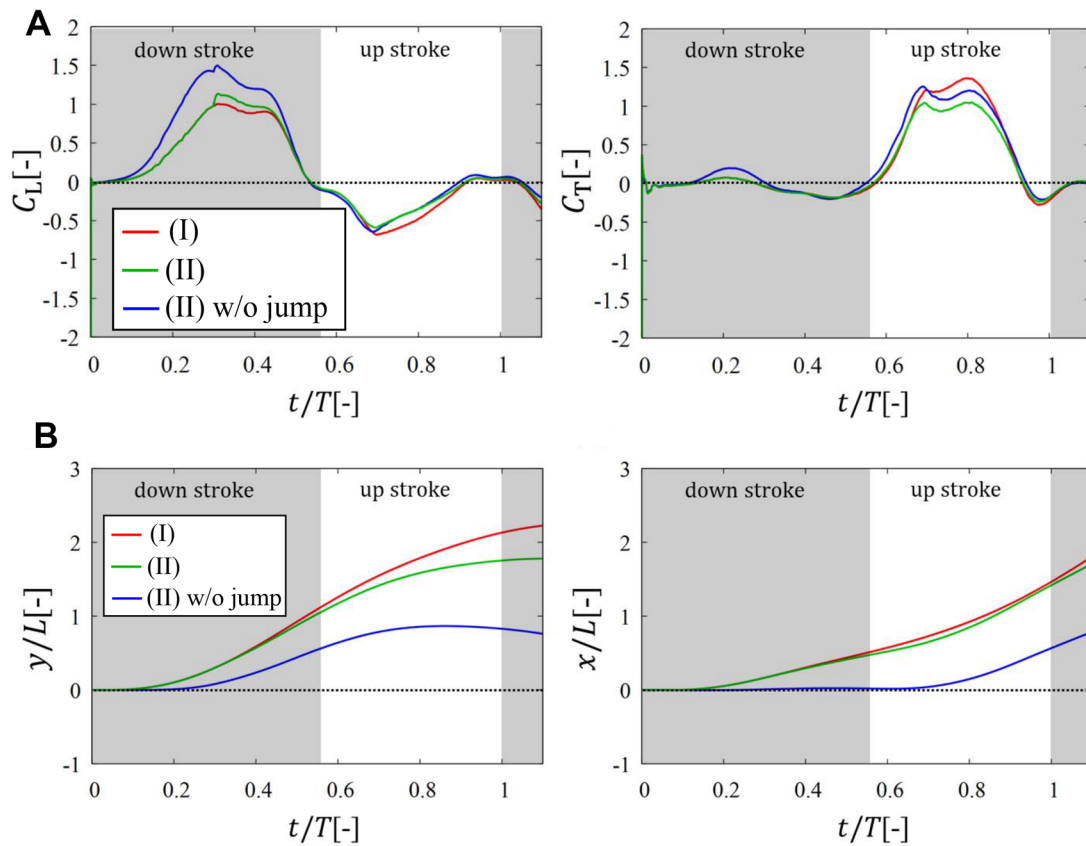 A
2
1.5
1
0.5
0
-0.5
-1
-1.5
-2
C_L[-]
down stroke
up stroke
(I)
(II)
(II) w/o jump
0
0.2
0.4
0.6
0.8
1
t/T[-]
2
1.5
1
0.5
0
-0.5
-1
-1.5
-2
C_T[-]
down stroke
up stroke
0
0.2
0.4
0.6
0.8
1
t/T[-]
B
3
2
1
0
-1
y/L[-]
down stroke
up stroke
(I)
(II)
(II) w/o jump
0
0.2
0.4
0.6
0.8
1
t/T[-]
3
2
1
0
-1
x/L[-]
down stroke
up stroke
0
0.2
0.4
0.6
0.8
1
t/T[-]